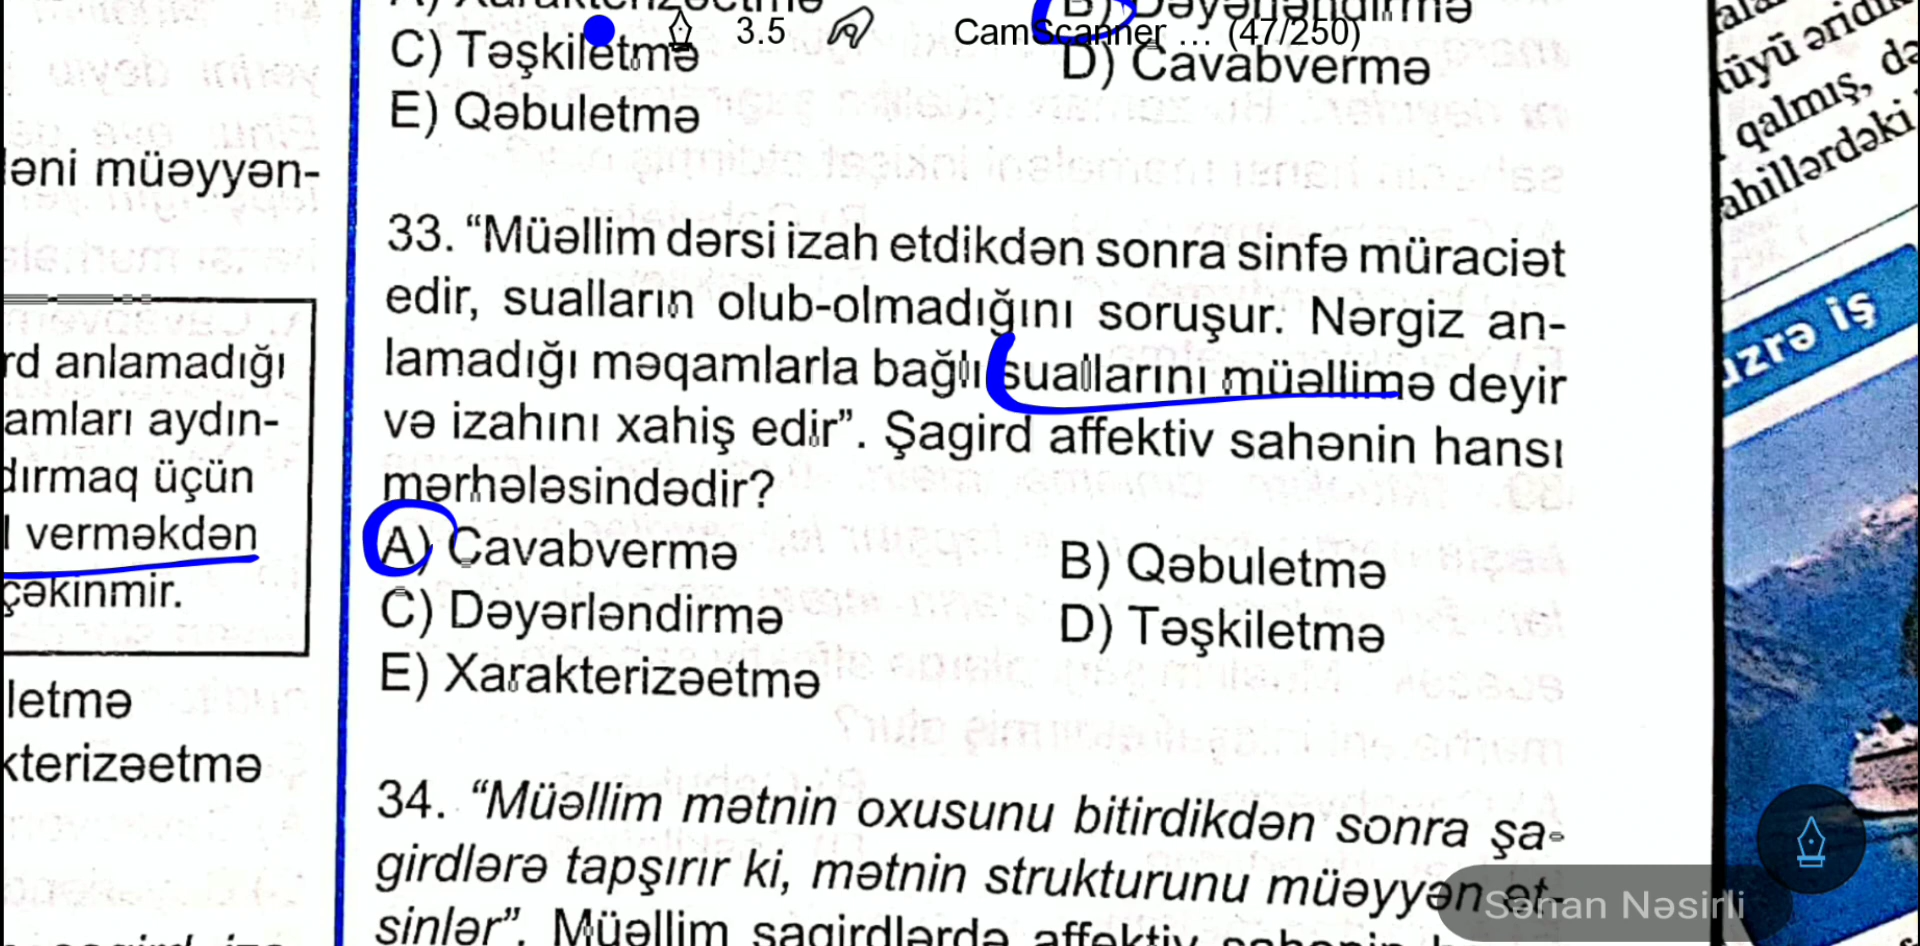 3.5 CamScanner ... (47/250)
C) Təşkiletmə
D) Cavabvermə
E) Qəbuletmə
33. “Müəllim dərsi izah etdikdən sonra sinfə müraciət
edir, sualların olub-olmadığını soruşur. Nərgiz an-
lamadığı məqamlarla bağlı suallarını müəllimə deyir
və izahını xahiş edir”. Şagird affektiv sahənin hansı
mərhələsindədir?
A) Cavabvermə
B) Qəbuletmə
C) Dəyərləndirmə
D) Təşkiletmə
E) Xarakterizəetmə
34. “Müəllim mətnin oxusunu bitirdikdən sonra şa-
girdlərə tapşırır ki, mətnin strukturunu müəyyən et-
sinlər”. Müəllim şagirdlərdə affektiv
əni müəyyən-
rd anlamadığı
amları aydın-
dırmaq üçün
l verməkdən
çəkinmir.
letmə
kterizəetmə
tüyü
qalmış, də
ahillərdəki
üzrə iş
Sənan Nəsirli